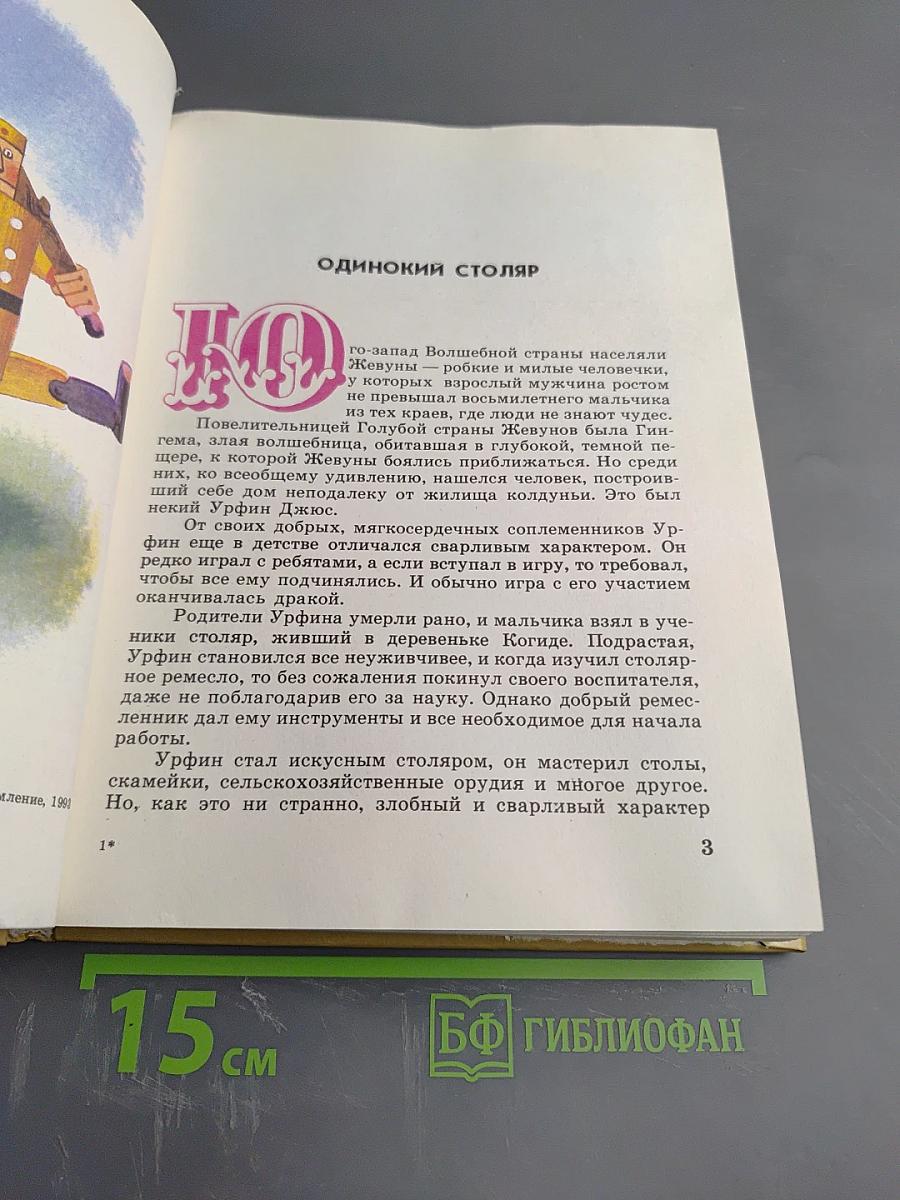 ОДИНОКИЙ СТОЛЯР
Юго-запад Волшебной страны населяли
Жевуны — робкие и милые человечки,
у которых взрослый мужчина ростом
не превышал восьмилетнего мальчика
из тех краев, где люди не знают чудес.
Повелительницей Голубой страны Жевунов была Гин-
гема, злая волшебница, обитавшая в глубокой, темной пе-
щере, к которой Жевуны боялись приближаться. Но среди
них, ко всеобщему удивлению, нашелся человек, построив-
ший себе дом неподалеку от жилища колдуньи. Это был
некий Урфин Джюс.
От своих добрых, мягкосердечных соплеменников Ур-
фин еще в детстве отличался сварливым характером. Он
редко играл с ребятами, а если вступал в игру, то требовал,
чтобы все ему подчинялись. И обычно игра с его участием
оканчивалась дракой.
Родители Урфина умерли рано, и мальчика взял в уче-
ники столяр, живший в деревеньке Когиде. Подрастая,
Урфин становился все неуживчивее, и когда изучил столяр-
ное ремесло, то без сожаления покинул своего воспитателя,
даже не поблагодарив его за науку. Однако добрый ремес-
ленник дал ему инструменты и все необходимое для начала
работы.
Урфин стал искусным столяром, он мастерил столы,
скамейки, сельскохозяйственные орудия и многое другое.
Но, как это ни странно, злобный и сварливый характер
1*
3
мление, 199
15 см
БФ ГИБЛИОФАН